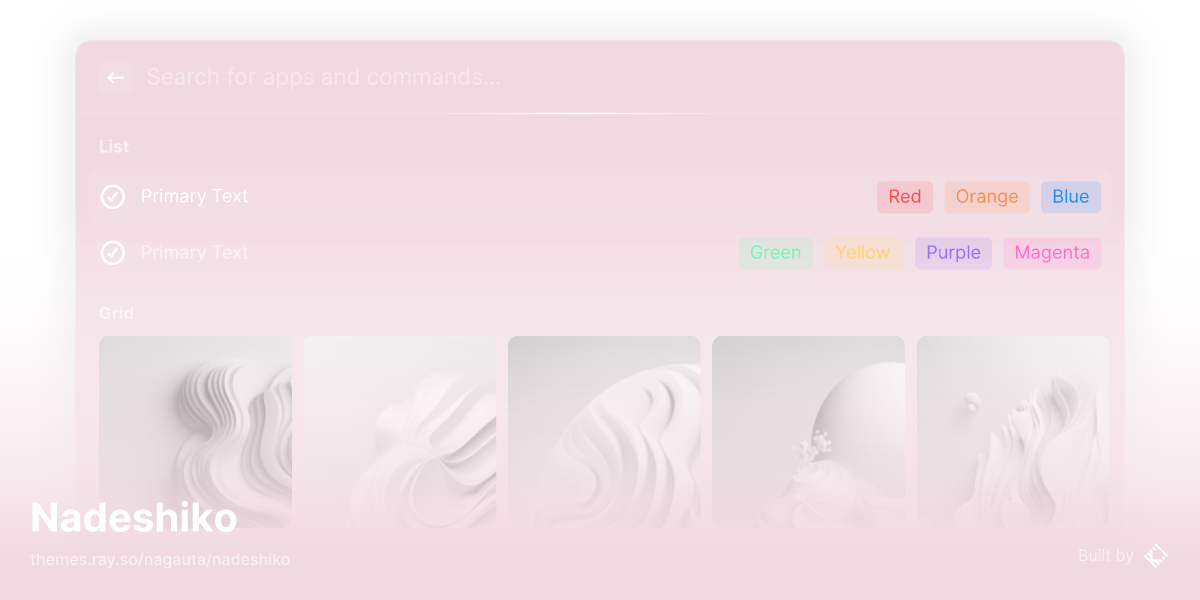 Search for apps and commands...
List
Primary Text Red Orange Blue
Primary Text Green Yellow Purple Magenta
Grid
Nadeshiko
themes.ray.so/nagauta/nadeshiko
Built by